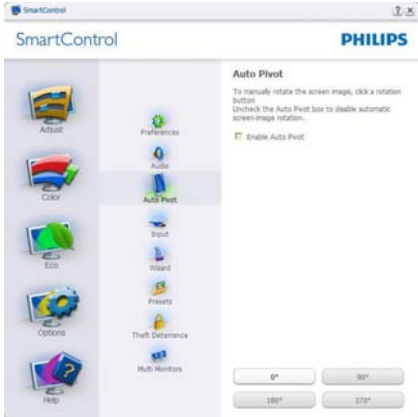 SmartControl
SmartControl
PHILIPS
Adjust
Color
Eco
Options
Help
Preferences
Audio
Auto Pivot
Input
Wizard
Presets
Theft Deterrence
Multi Monitors
Auto Pivot
To manually rotate the screen image, click a rotation
button
Uncheck the Auto Pivot box to disable automatic
screen-image rotation.
Enable Auto Pivot
0°
90°
180°
270°